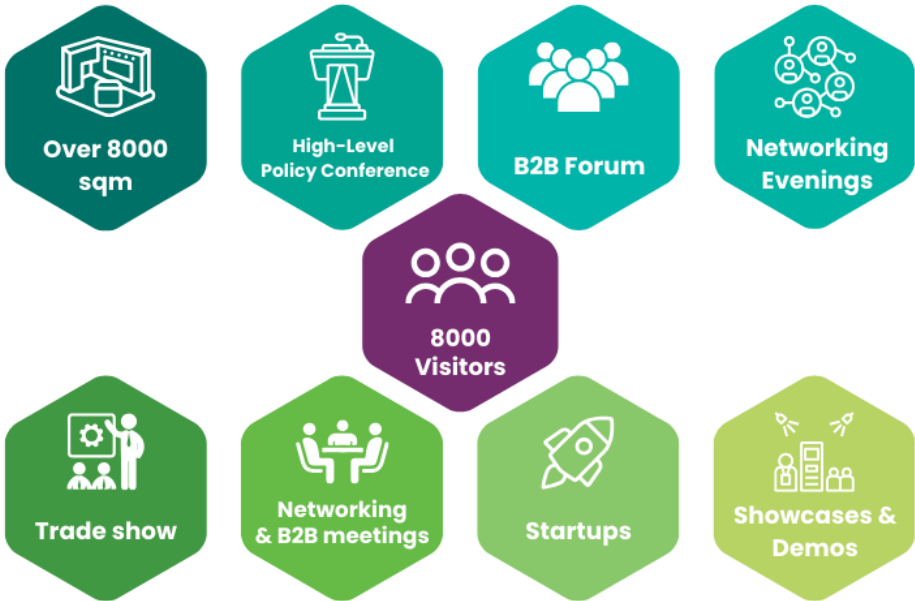 Over 8000
sqm
High-Level
Policy Conference
B2B Forum
Networking
Evenings
8000
Visitors
Trade show
Networking
& B2B meetings
Startups
Showcases &
Demos